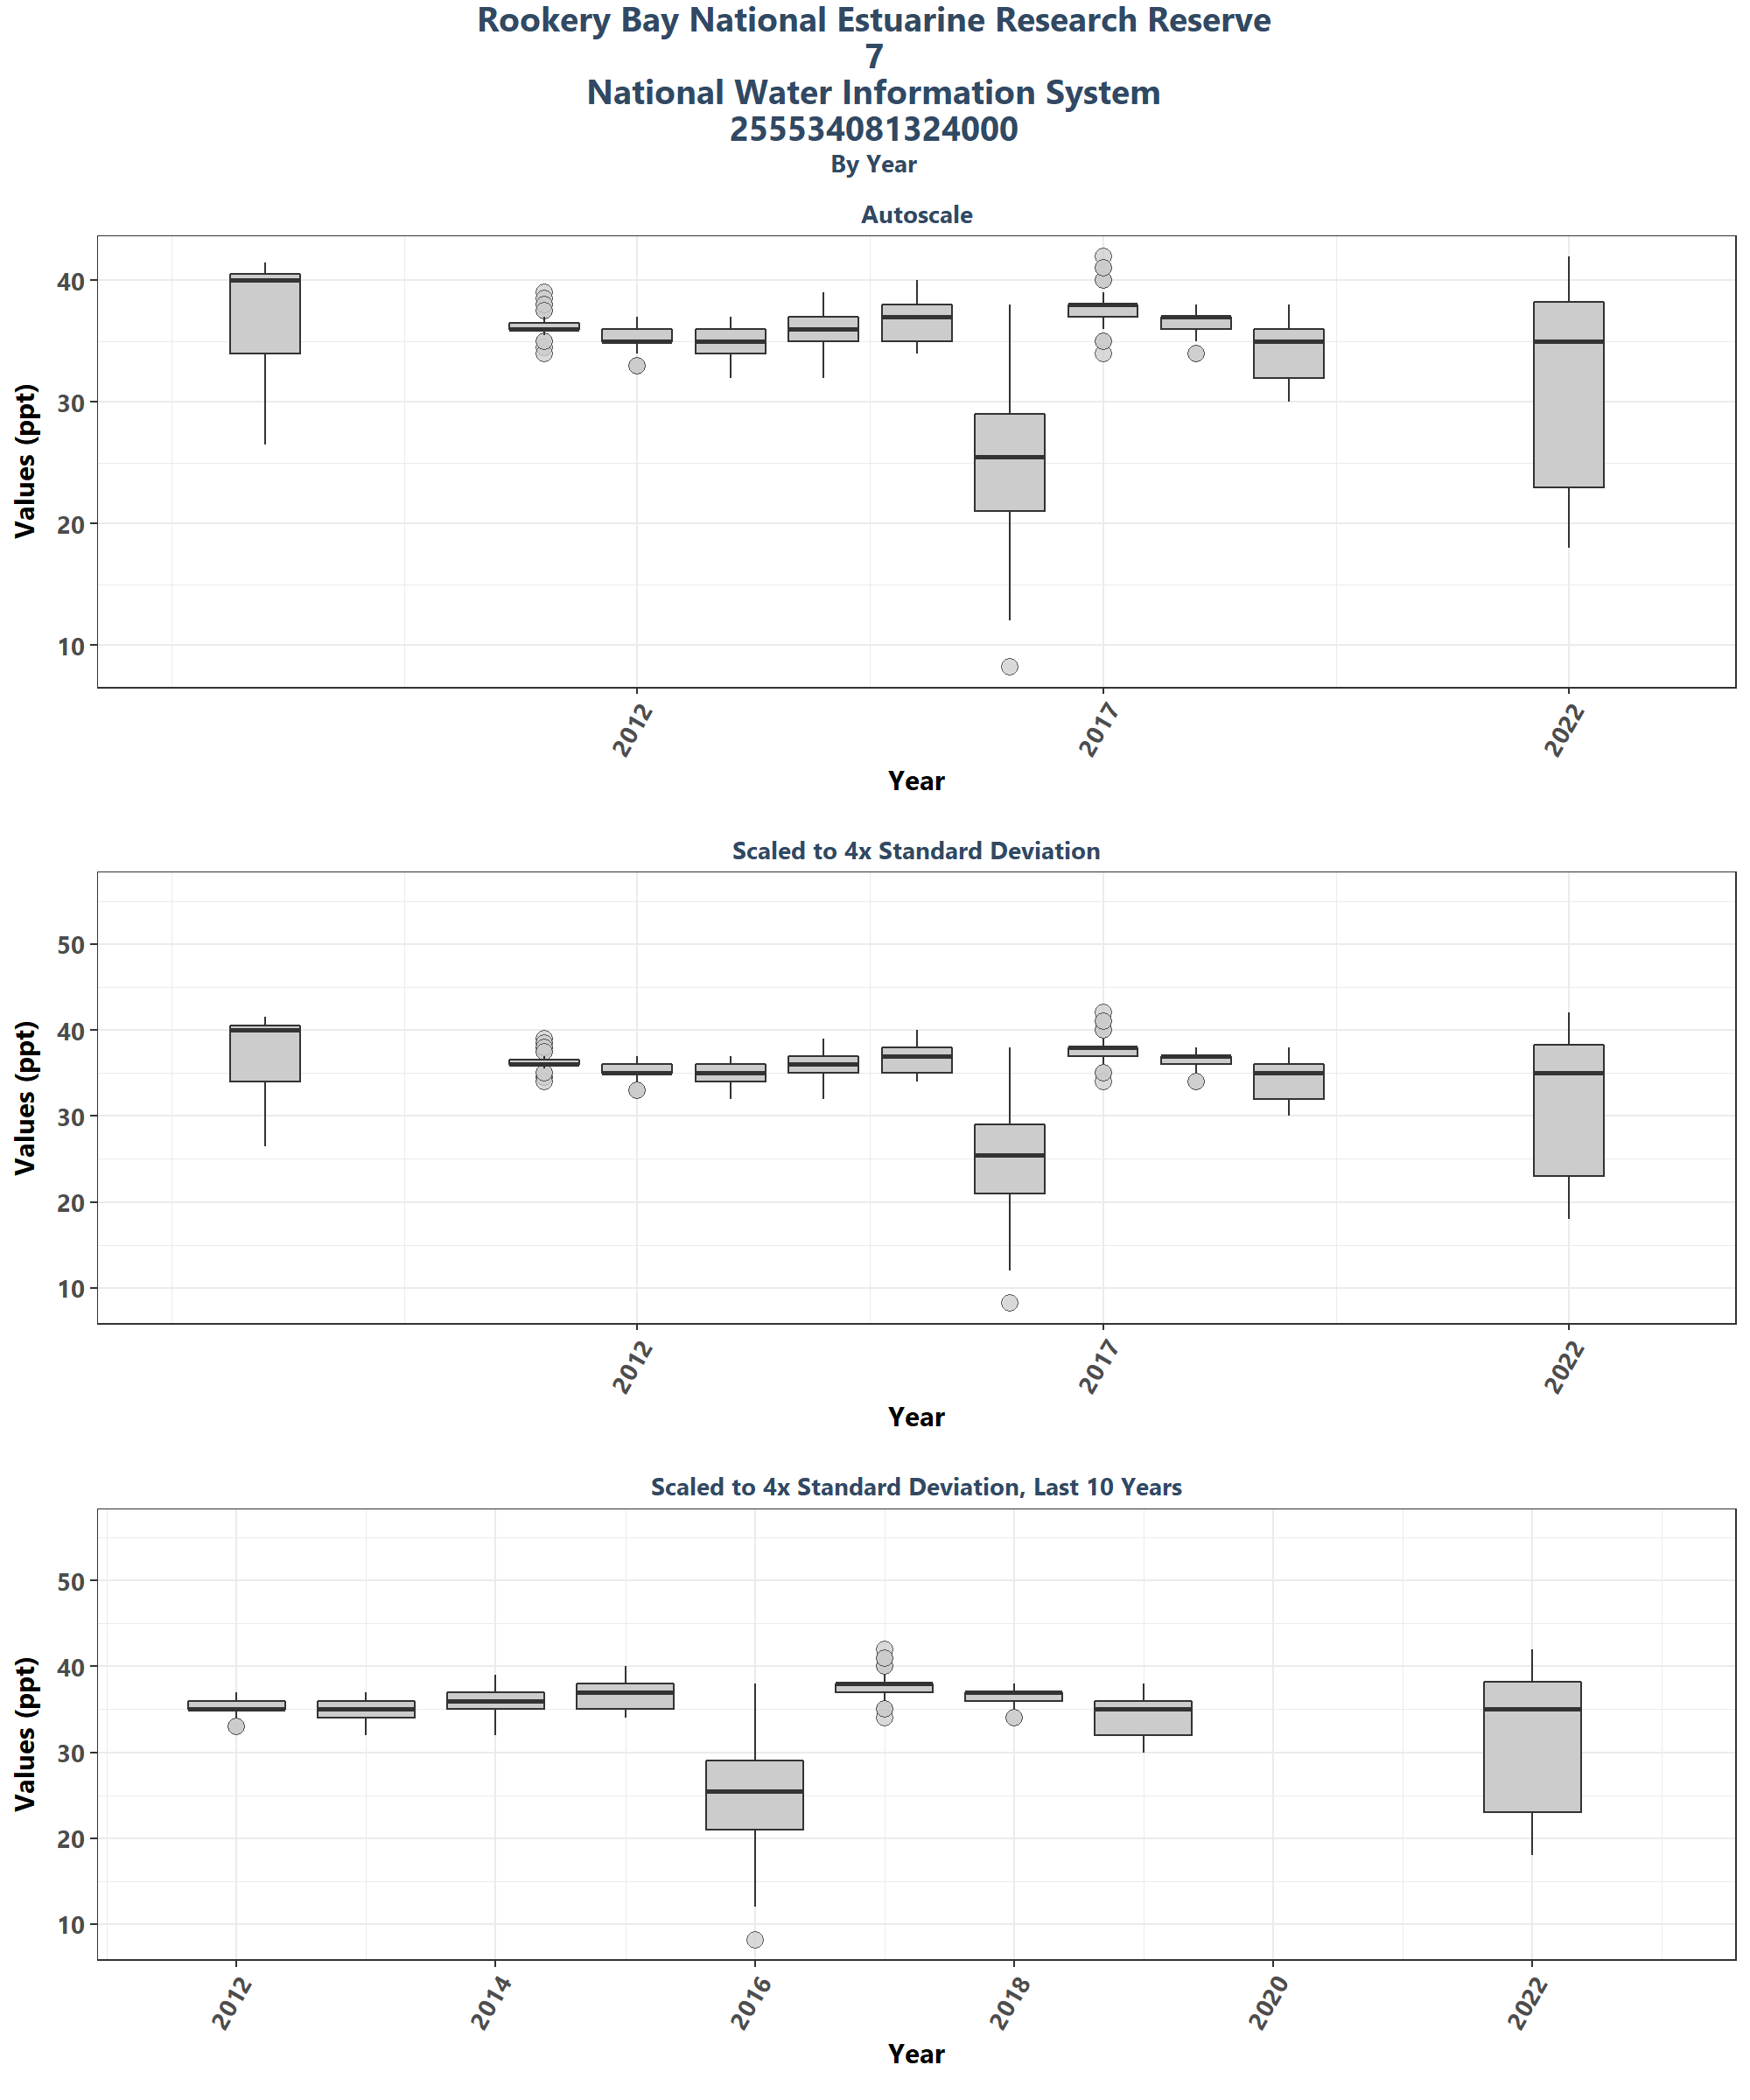 Rookery Bay National Estuarine Research Reserve
7
National Water Information System
255534081324000
By Year
Autoscale
Values (ppt)
40
30
20
10
2012
2017
2022
Year
Scaled to 4x Standard Deviation
Values (ppt)
50
40
30
20
10
2012
2017
2022
Year
Scaled to 4x Standard Deviation, Last 10 Years
Values (ppt)
50
40
30
20
10
2012
2014
2016
2018
2020
2022
Year